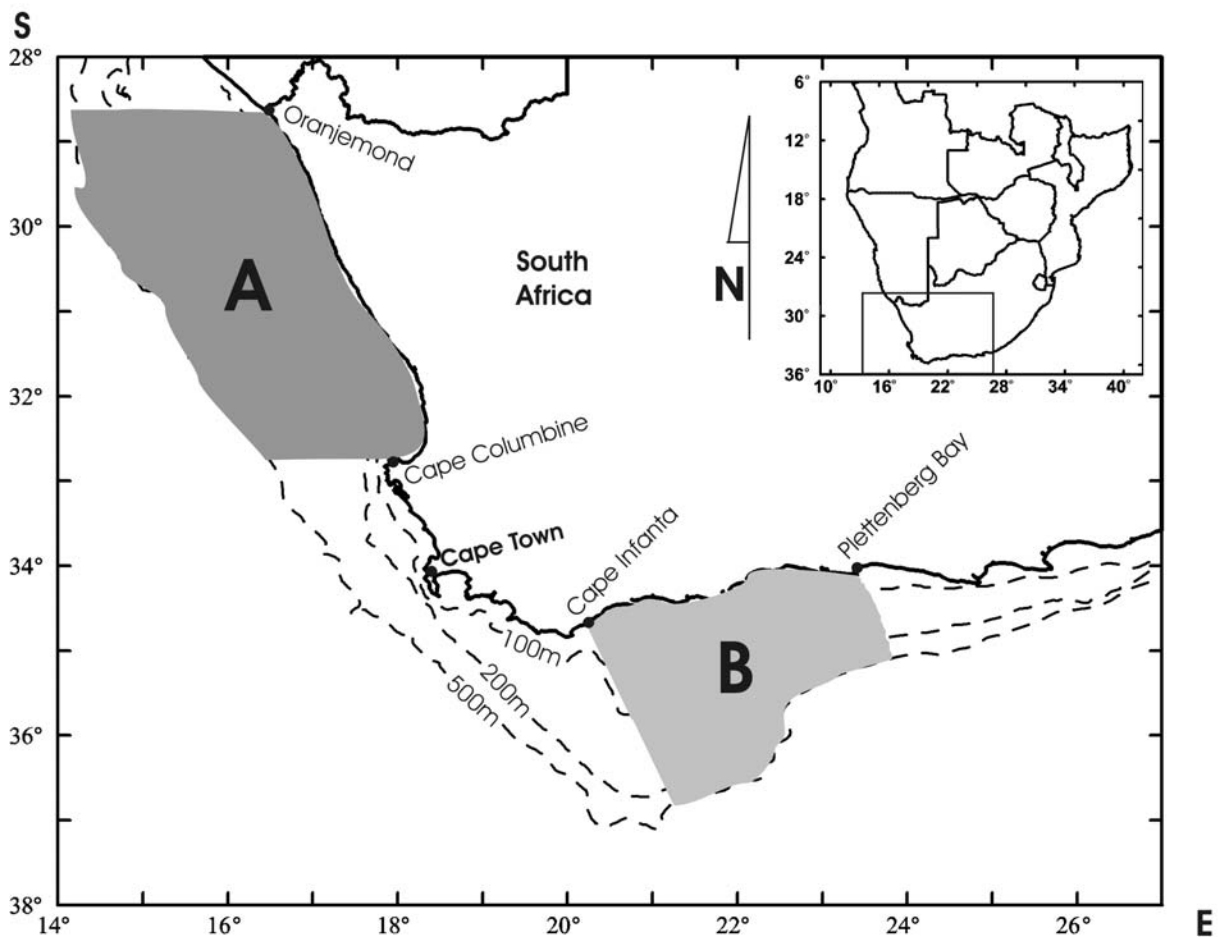 S
28°
30°
32°
34°
36°
38°
14°
16°
18°
20°
22°
24°
26°
E
Oranjemond
A
South
Africa
N
Cape Columbine
Cape Town
Cape Infanta
Plettenberg Bay
B
100m
200m
500m
6°
12°
18°
24°
30°
36°
10°
16°
22°
28°
34°
40°